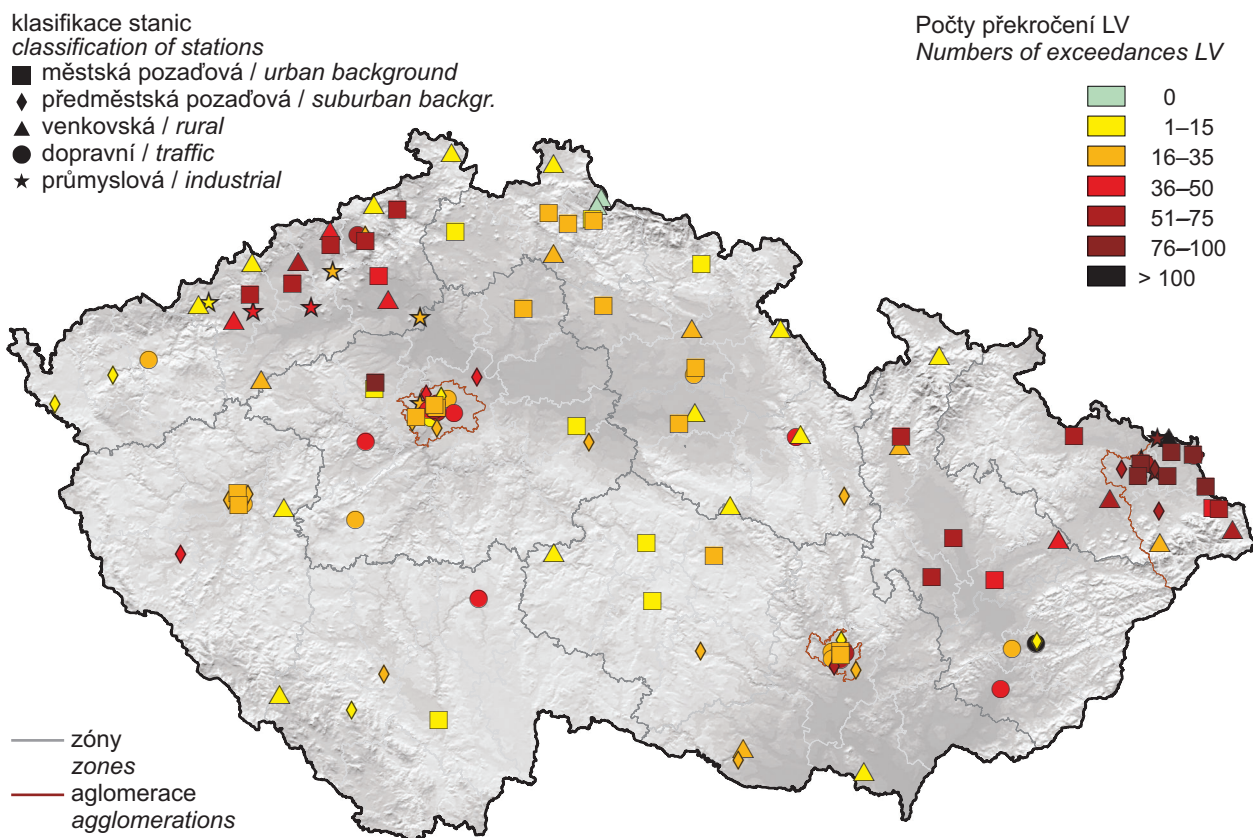 klasifikace stanic
classification of stations
městská pozaďová / urban background
předměstská pozaďová / suburban backgr.
venkovská / rural
dopravní / traffic
průmyslová / industrial
Počty překročení LV
Numbers of exceedances LV
0
1–15
16–35
36–50
51–75
76–100
> 100
zóny
zones
aglomerace
agglomerations